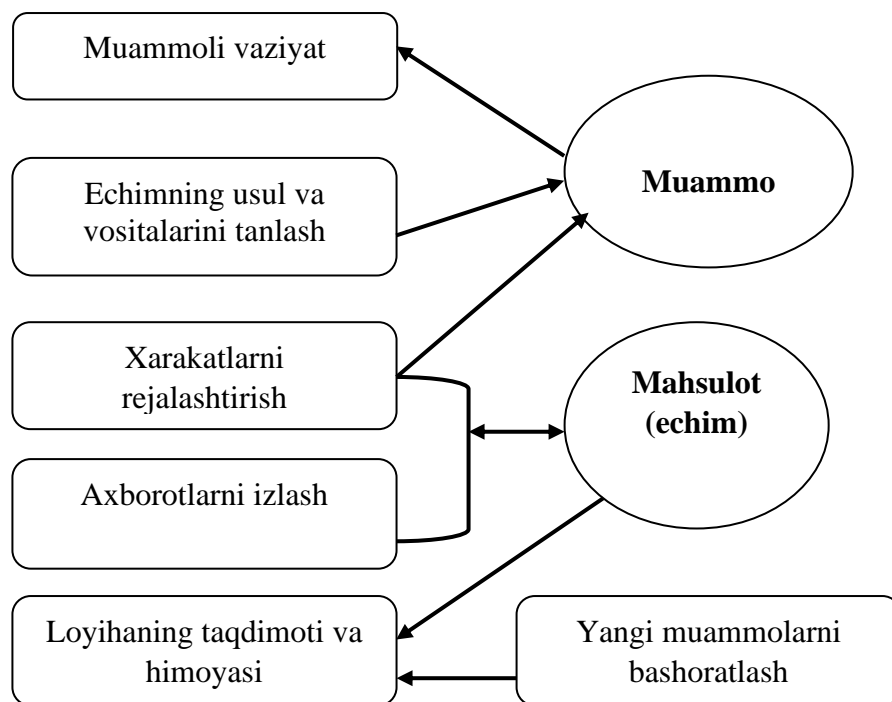 Muammoli vaziyat
Echimning usul va
vositalarini tanlash
Muammo
Xarakatlarni
rejalashtirish
Mahsulot
(echim)
Axborotlarni izlash
Loyihaning taqdimoti va
himoyasi
Yangi muammolarni
bashoratlash